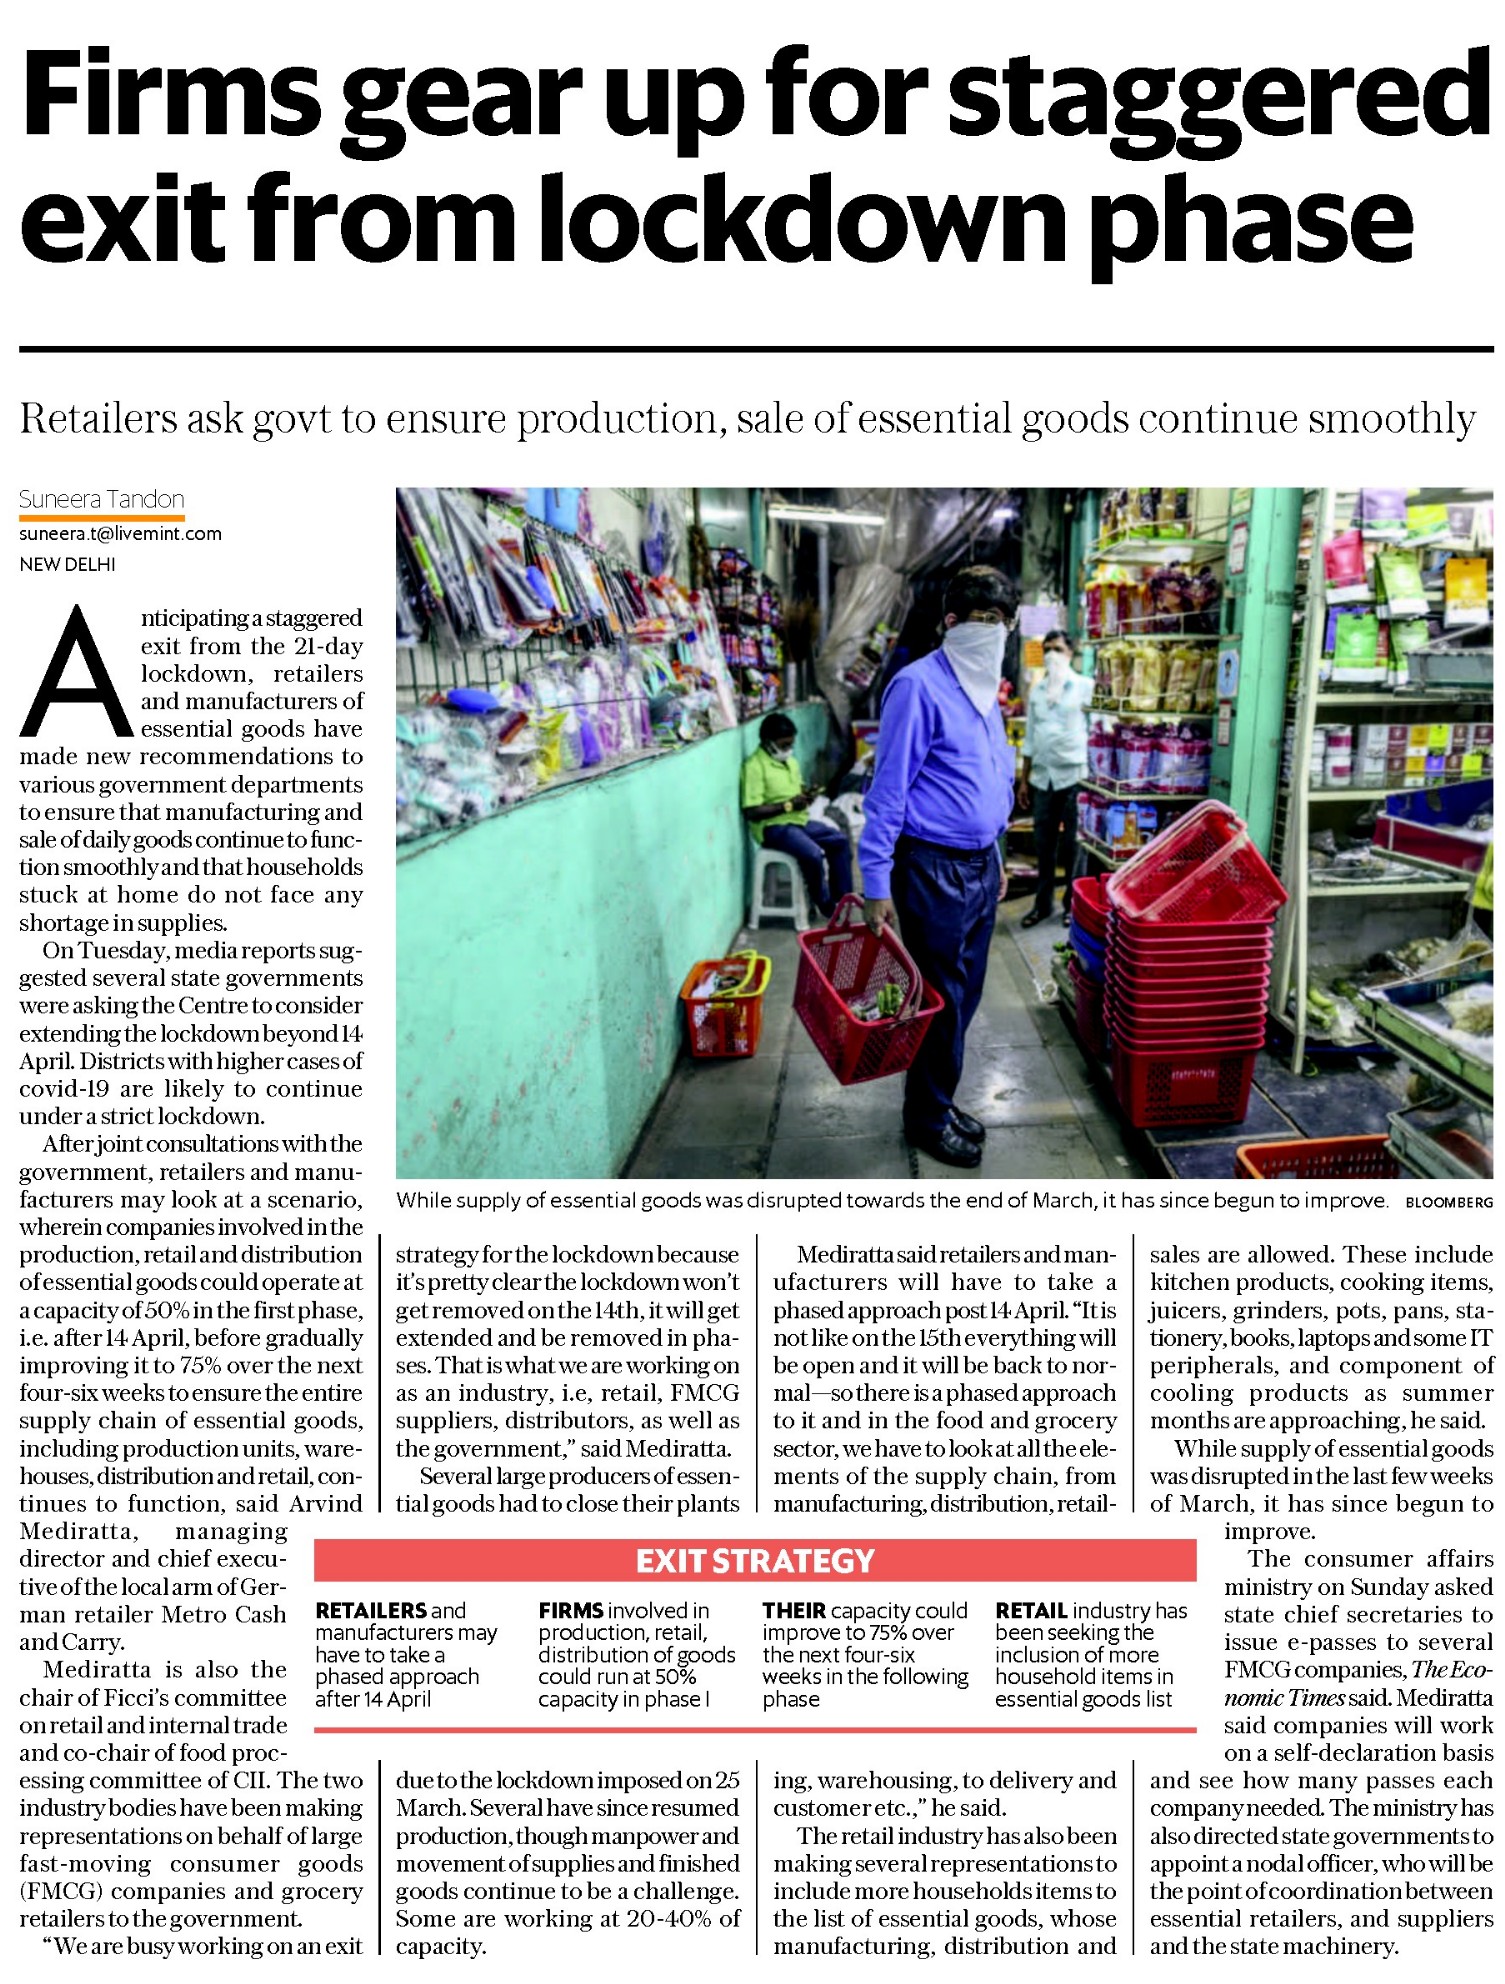 Firms gear up for staggered
exit from lockdown phase
Retailers ask govt to ensure production, sale of essential goods continue smoothly
Suneera Tandon
suneera.t@livemint.com
NEW DELHI
Anticipating a staggered
exit from the 21-day
lockdown, retailers
and manufacturers of
essential goods have
made new recommendations to
various government departments
to ensure that manufacturing and
sale of daily goods continue to func-
tion smoothly and that households
stuck at home do not face any
shortage in supplies.
On Tuesday, media reports sug-
gested several state governments
were asking the Centre to consider
extending the lockdown beyond 14
April. Districts with higher cases of
covid-19 are likely to continue
under a strict lockdown.
After joint consultations with the
government, retailers and manu-
facturers may look at a scenario,
wherein companies involved in the
production, retail and distribution
of essential goods could operate at
a capacity of 50% in the first phase,
i.e. after 14 April, before gradually
improving it to 75% over the next
four-six weeks to ensure the entire
supply chain of essential goods,
including production units, ware-
houses, distribution and retail, con-
tinues to function, said Arvind
Mediratta, managing
director and chief execu-
tive of the local arm of Ger-
man retailer Metro Cash
and Carry.
Mediratta is also the
chair of Ficci's committee
on retail and internal trade
and co-chair of food proc-
essing committee of CII. The two
industry bodies have been making
representations on behalf of large
fast-moving consumer goods
(FMCG) companies and grocery
retailers to the government.
"We are busy working on an exit
While supply of essential goods was disrupted towards the end of March, it has since begun to improve. BLOOMBERG
strategy for the lockdown because
it's pretty clear the lockdown won't
get removed on the 14th, it will get
extended and be removed in pha-
ses. That is what we are working on
as an industry, i.e, retail, FMCG
suppliers, distributors, as well as
the government," said Mediratta.
Several large producers of essen-
tial goods had to close their plants
due to the lockdown imposed on 25
March. Several have since resumed
production, though manpower and
movement of supplies and finished
goods continue to be a challenge.
Some are working at 20-40% of
capacity.
Mediratta said retailers and man-
ufacturers will have to take a
phased approach post 14 April. "It is
not like on the 15th everything will
be open and it will be back to nor-
mal—so there is a phased approach
to it and in the food and grocery
sector, we have to look at all the ele-
ments of the supply chain, from
manufacturing, distribution, retail-
ing, warehousing, to delivery and
customer etc.," he said.
The retail industry has also been
making several representations to
include more households items to
the list of essential goods, whose
manufacturing, distribution and
sales are allowed. These include
kitchen products, cooking items,
juicers, grinders, pots, pans, sta-
tionery, books, laptops and some IT
peripherals, and component of
cooling products as summer
months are approaching, he said.
While supply of essential goods
was disrupted in the last few weeks
of March, it has since begun to
improve.
The consumer affairs
ministry on Sunday asked
state chief secretaries to
issue e-passes to several
FMCG companies, The Eco-
nomic Times said. Mediratta
said companies will work
on a self-declaration basis
and see how many passes each
company needed. The ministry has
also directed state governments to
appoint a nodal officer, who will be
the point of coordination between
essential retailers, and suppliers
and the state machinery.
EXIT STRATEGY
RETAILERS and
manufacturers may
have to take a
phased approach
after 14 April
FIRMS involved in
production, retail,
distribution of goods
could run at 50%
capacity in phase I
THEIR capacity could
improve to 75% over
the next four-six
weeks in the following
phase
RETAIL industry has
been seeking the
inclusion of more
household items in
essential goods list